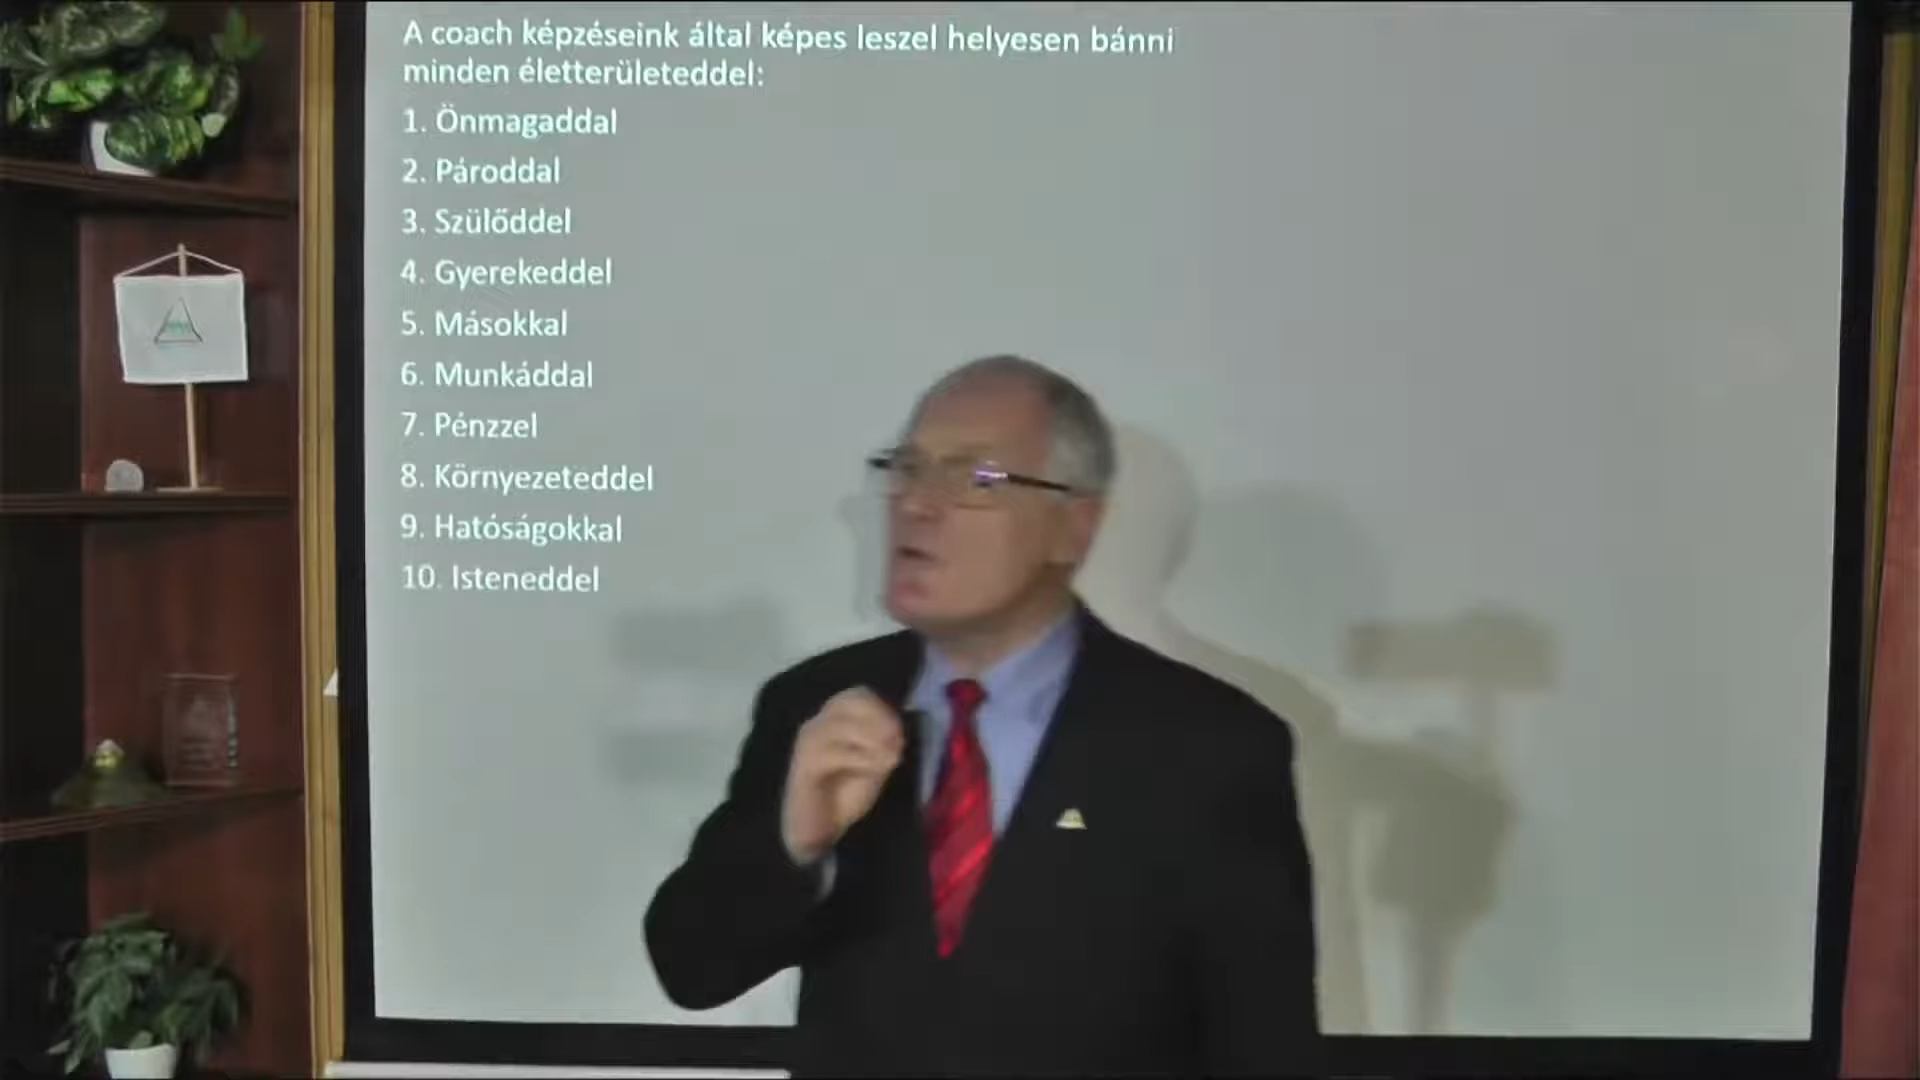 A coach képzéseink által képes leszel helyesen bánni
minden életterületeddel:
1. Önmagaddal
2. Pároddal
3. Szülőddel
4. Gyerekeddel
5. Másokkal
6. Munkáddal
7. Pénzzel
8. Környezeteddel
9. Hatóságokkal
10. Isteneddel